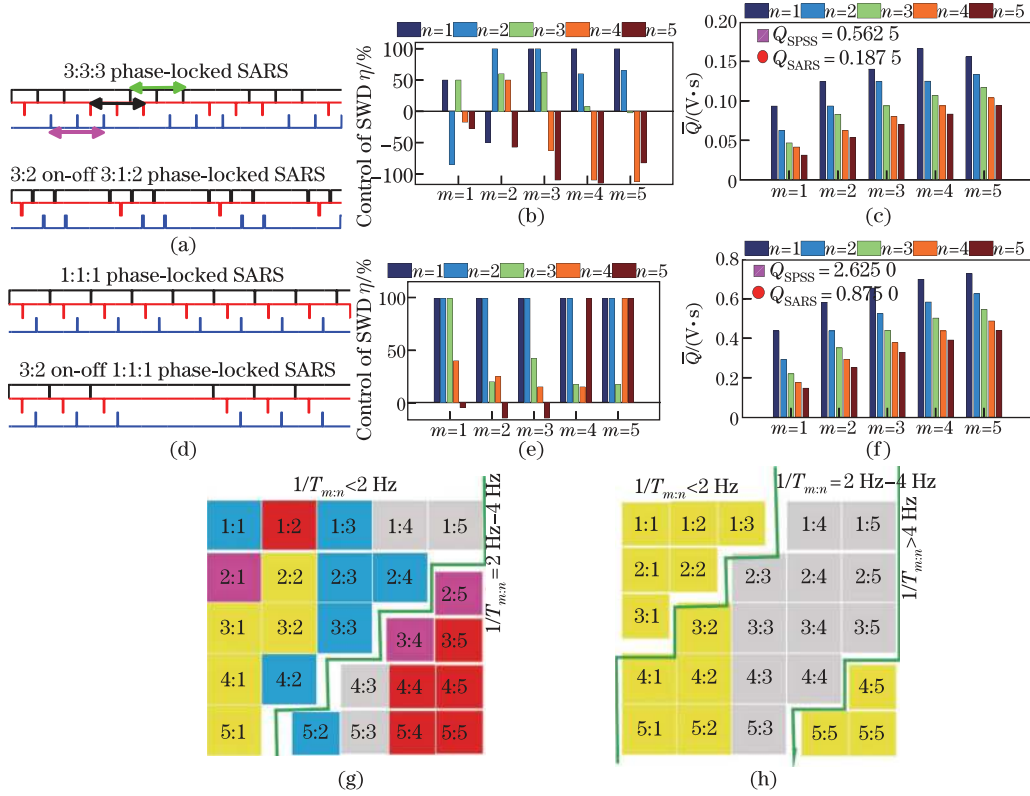 3:3:3 phase-locked SARS
3:2 on-off 3:1:2 phase-locked SARS
(a)
n=1 n=2 n=3 n=4 n=5
Control of SWD η/%
100
50
0
−50
−100
m=1 m=2 m=3 m=4 m=5
(b)
n=1 n=2 n=3 n=4 n=5
Q_SPSS=0.562 5
Q_SARS=0.187 5
Q̄/(V•s)
0.20
0.15
0.10
0.05
0
m=1 m=2 m=3 m=4 m=5
(c)
1:1:1 phase-locked SARS
3:2 on-off 1:1:1 phase-locked SARS
(d)
n=1 n=2 n=3 n=4 n=5
Control of SWD η/%
100
50
0
m=1 m=2 m=3 m=4 m=5
(e)
n=1 n=2 n=3 n=4 n=5
Q_SPSS=2.625 0
Q_SARS=0.875 0
Q̄/(V•s)
0.8
0.6
0.4
0.2
0
m=1 m=2 m=3 m=4 m=5
(f)
1/T_m:n<2 Hz
1/T_m:n=2 Hz−4 Hz
1:1 1:2 1:3 1:4 1:5
2:1 2:2 2:3 2:4 2:5
3:1 3:2 3:3 3:4 3:5
4:1 4:2 4:3 4:4 4:5
5:1 5:2 5:3 5:4 5:5
(g)
1/T_m:n<2 Hz
1/T_m:n=2 Hz−4 Hz
1/T_m:n>4 Hz
1:1 1:2 1:3 1:4 1:5
2:1 2:2 2:3 2:4 2:5
3:1 3:2 3:3 3:4 3:5
4:1 4:2 4:3 4:4 4:5
5:1 5:2 5:3 5:5 5:5
(h)